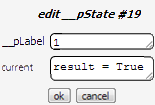 edit __pState #19
__pLabel 1
current result = True
ok cancel